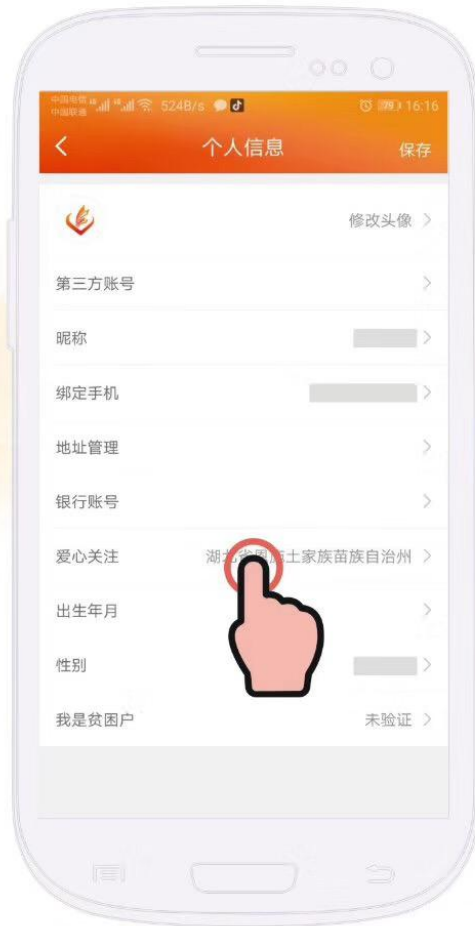 中国电信 4G 4G 524B/s 79 16:16
中国联通
个人信息 保存
修改头像
第三方账号
昵称
绑定手机
地址管理
银行账号
爱心关注 湖北省恩施土家族苗族自治州
出生年月
性别
我是贫困户 未验证